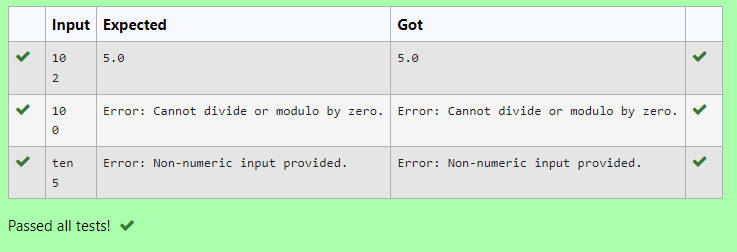 Input Expected Got
10 5.0 5.0
2
10 Error: Cannot divide or modulo by zero. Error: Cannot divide or modulo by zero.
0
ten Error: Non-numeric input provided. Error: Non-numeric input provided.
5
Passed all tests!